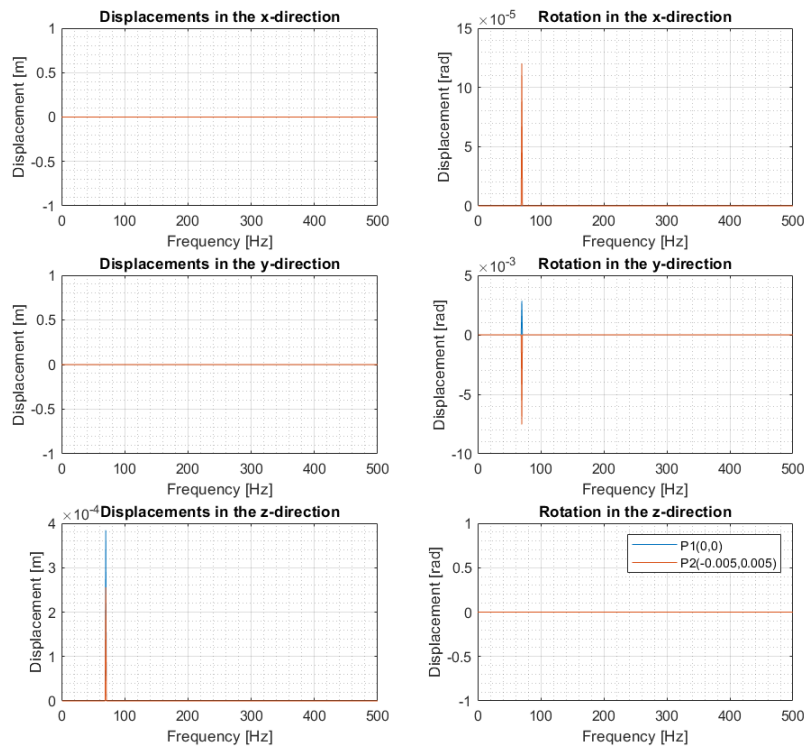 Displacements in the x-direction
1
0.5
0
-0.5
-1
Displacement [m]
0 100 200 300 400 500
Frequency [Hz]
Rotation in the x-direction
×10-5
15
10
5
0
Displacement [rad]
0 100 200 300 400 500
Frequency [Hz]
Displacements in the y-direction
1
0.5
0
-0.5
-1
Displacement [m]
0 100 200 300 400 500
Frequency [Hz]
Rotation in the y-direction
×10-3
5
0
-5
-10
Displacement [rad]
0 100 200 300 400 500
Frequency [Hz]
Displacements in the z-direction
×10-4
4
3
2
1
0
Displacement [m]
0 100 200 300 400 500
Frequency [Hz]
Rotation in the z-direction
1
0.5
0
-0.5
-1
Displacement [rad]
P1(0,0)
P2(-0.005,0.005)
0 100 200 300 400 500
Frequency [Hz]